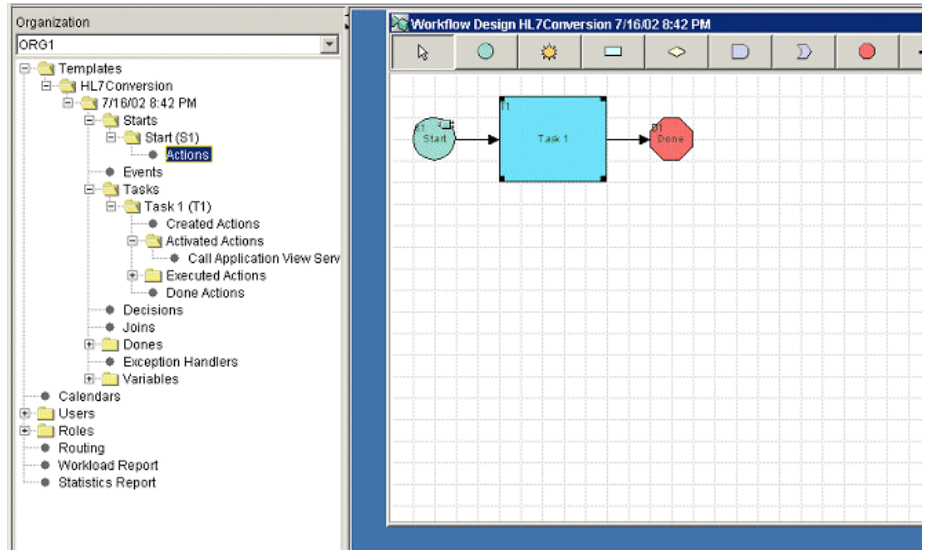 Organization
ORG1
Templates
HL7Conversion
7/16/02 8:42 PM
Starts
Start (S1)
Actions
Events
Tasks
Task 1 (T1)
Created Actions
Activated Actions
Call Application View Serv
Executed Actions
Done Actions
Decisions
Joins
Dones
Exception Handlers
Variables
Calendars
Users
Roles
Routing
Workload Report
Statistics Report
Workflow Design HL7Conversion 7/16/02 8:42 PM
T1
Start
Task 1
Done